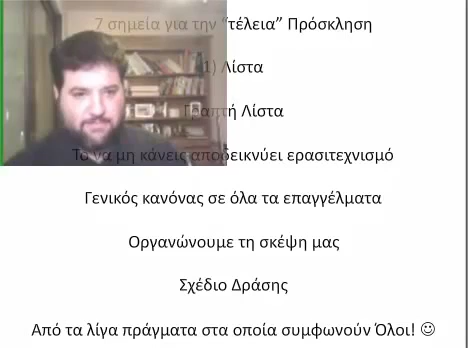 7 σημεία για την “τέλεια” Πρόσκληση
1) Λίστα
Γραπτή Λίστα
Το να μη κάνεις αποδεικνύει ερασιτεχνισμό
Γενικός κανόνας σε όλα τα επαγγέλματα
Οργανώνουμε τη σκέψη μας
Σχέδιο Δράσης
Από τα λίγα πράγματα στα οποία συμφωνούν Όλοι! ☺